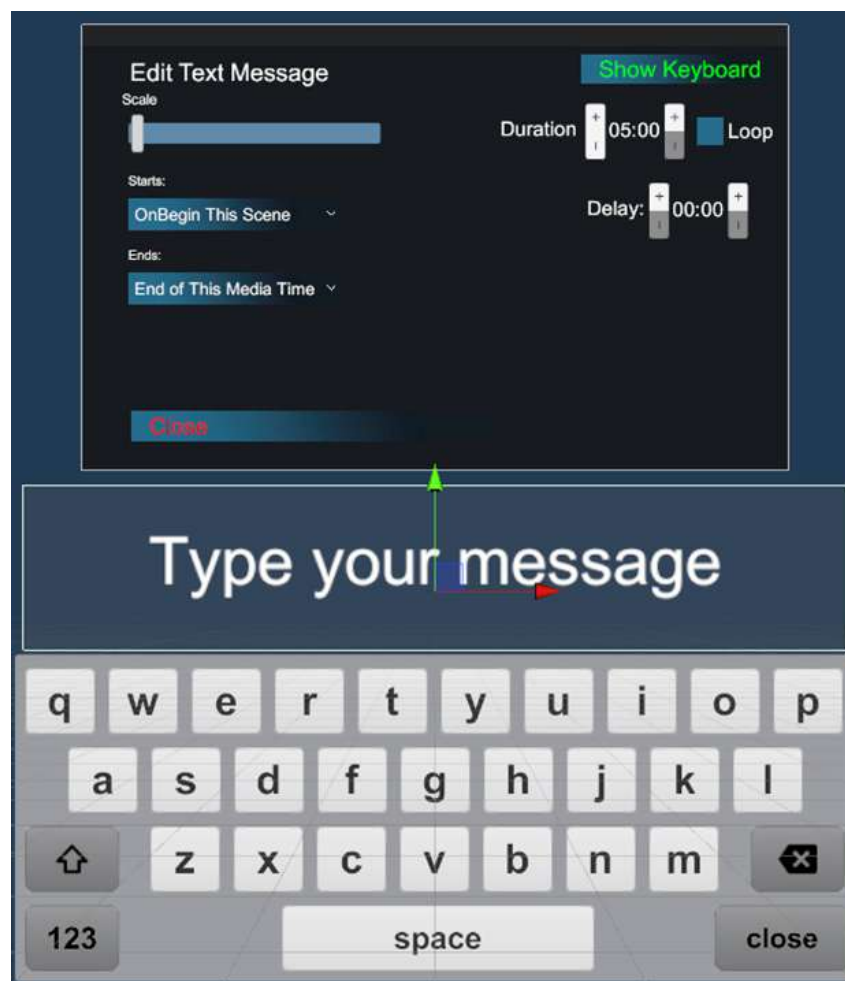 Edit Text Message
Show Keyboard
Scale
Duration + 05:00 + Loop
Starts:
OnBegin This Scene
Delay: + 00:00 +
Ends:
End of This Media Time
Close
Type your message
q w e r t y u i o p
a s d f g h j k l
z x c v b n m
123 space close